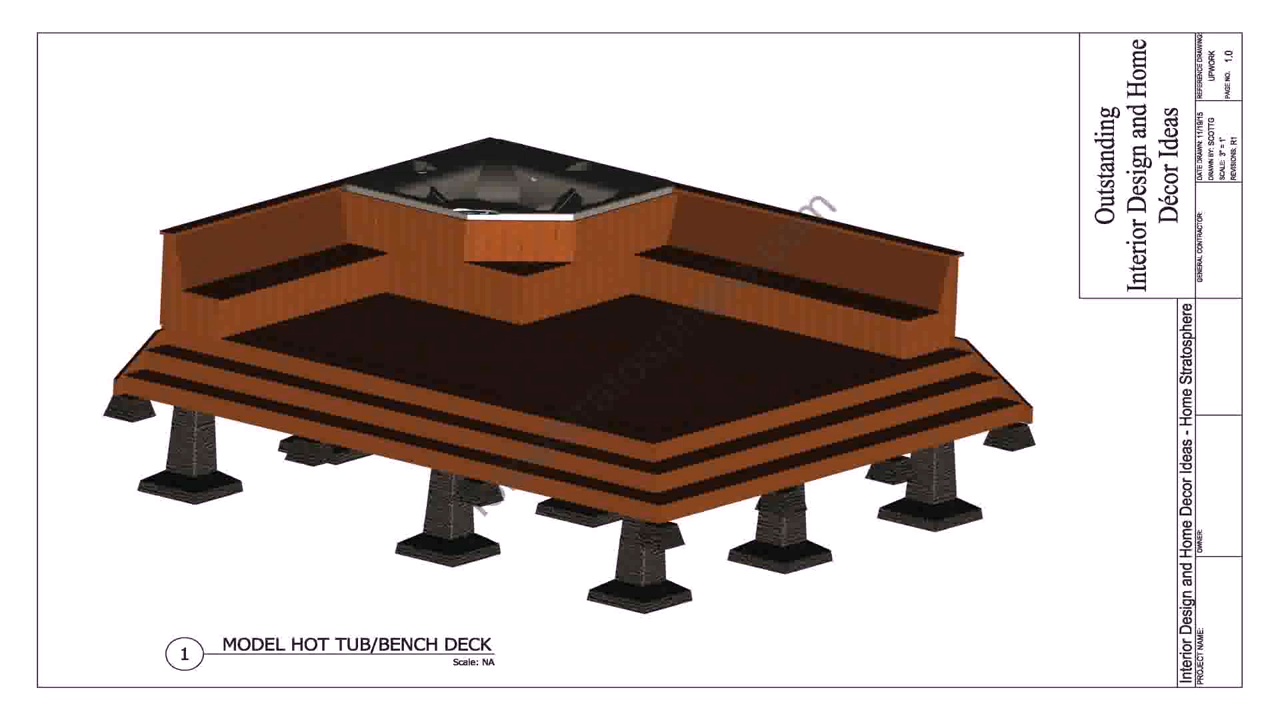 Outstanding
Interior Design and Home
Décor Ideas
REFERENCE DRAWING:
UPWORK
PAGE NO. 1.0
DATE DRAWN: 11/19/15
DRAWN BY: SCOTTG
SCALE: 3" = 1'
REVISIONS: R1
GENERAL CONTRACTOR:
Interior Design and Home Decor Ideas - Home Stratosphere
OWNER:
PROJECT NAME:
1
MODEL HOT TUB/BENCH DECK
Scale: NA